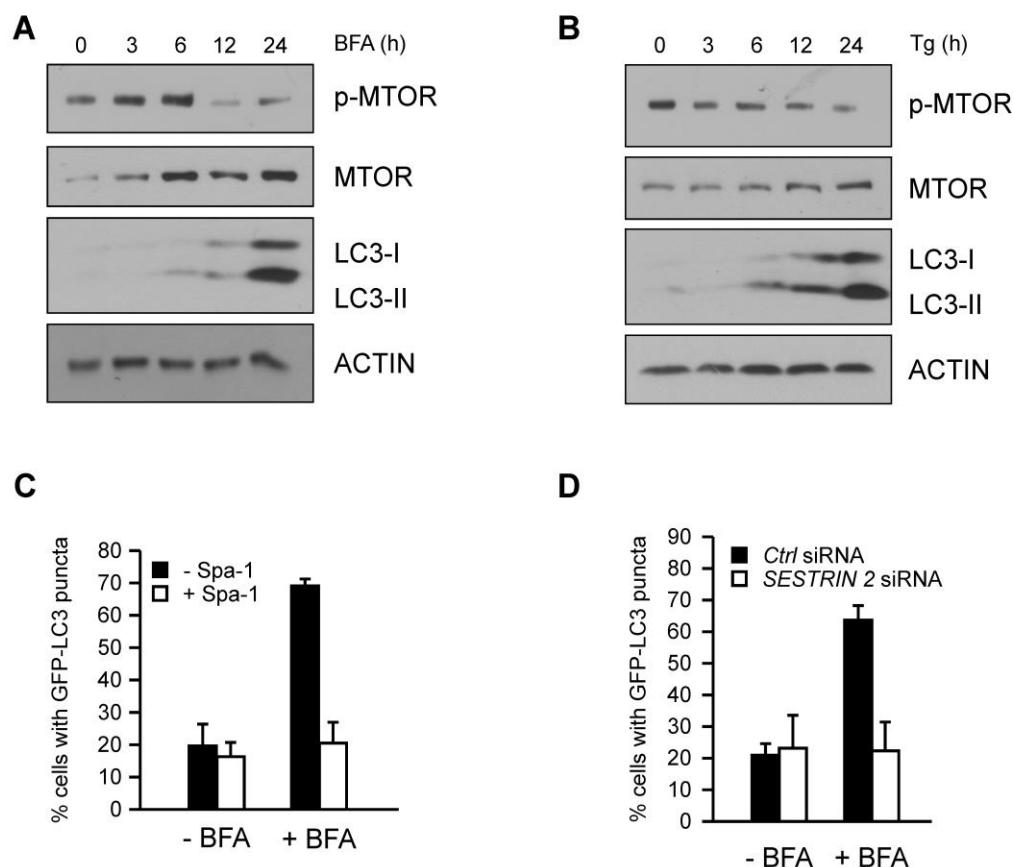 A
0 3 6 12 24 BFA (h)
p-MTOR
MTOR
LC3-I
LC3-II
ACTIN
B
0 3 6 12 24 Tg (h)
p-MTOR
MTOR
LC3-I
LC3-II
ACTIN
C
% cells with GFP-LC3 puncta
80
70
60
50
40
30
20
10
0
- Spa-1
+ Spa-1
- BFA + BFA
D
% cells with GFP-LC3 puncta
90
80
70
60
50
40
30
20
10
0
Ctrl siRNA
SESTRIN 2 siRNA
- BFA + BFA